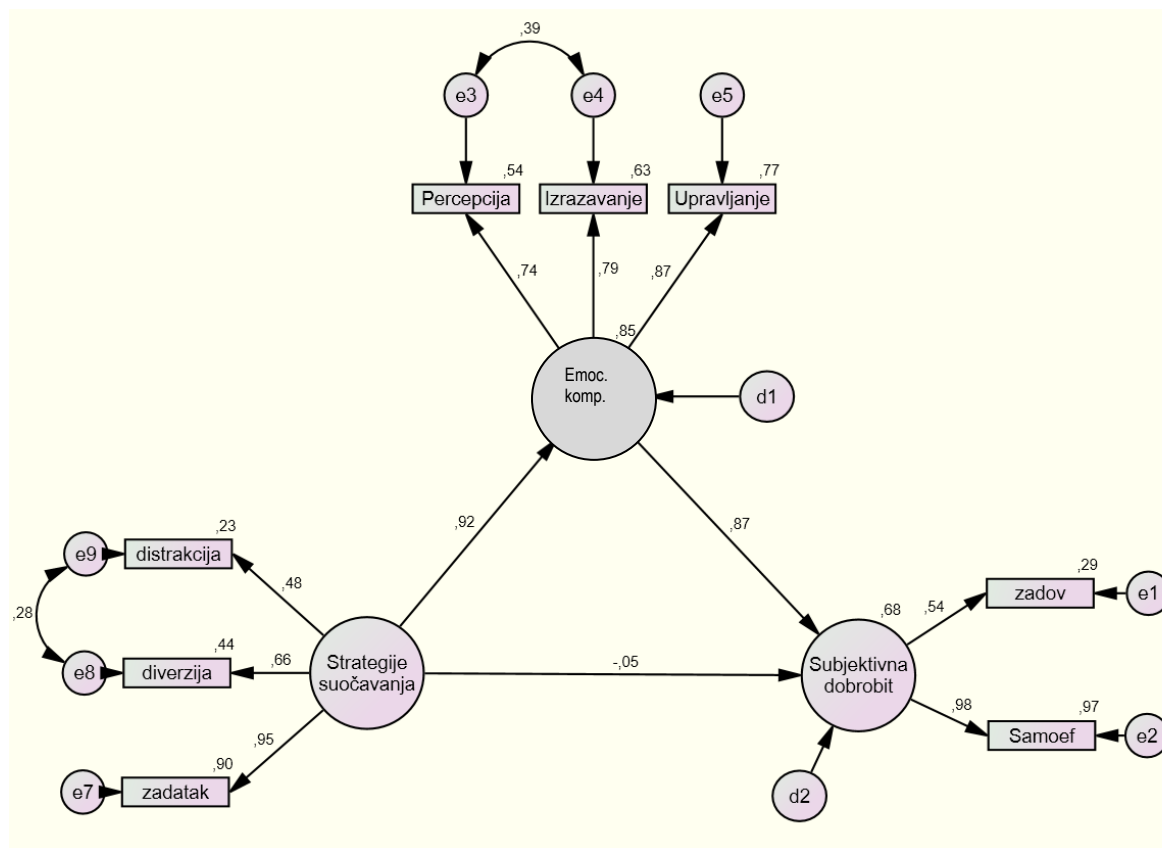 ,39
e3
e4
e5
,54
,63
,77
Percepcija
Izrazavanje
Upravljanje
,74
,79
,87
,85
Emoc.
komp.
d1
,92
,87
,23
e9
distrakcija
,48
,28
,44
e8
diverzija
,66
Strategije
suočavanja
-,05
,95
,90
e7
zadatak
,29
,54
zadov
e1
,68
Subjektivna
dobrobit
,98
,97
Samoef
e2
d2